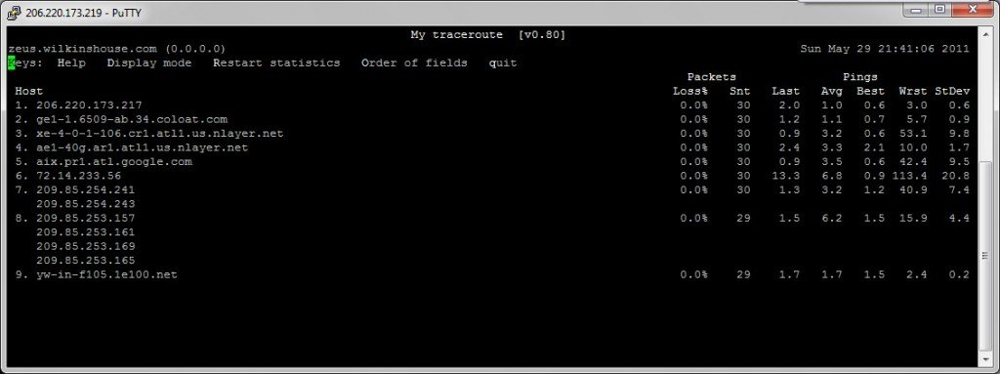 206.220.173.219 - PuTTY
My traceroute [v0.80]
zeus.wilkinshouse.com (0.0.0.0) Sun May 29 21:41:06 2011
Keys: Help Display mode Restart statistics Order of fields quit
Packets Pings
Host Loss% Snt Last Avg Best Wrst StDev
1. 206.220.173.217 0.0% 30 2.0 1.0 0.6 3.0 0.6
2. ge1-1.6509-ab.34.coloat.com 0.0% 30 1.2 1.1 0.7 5.7 0.9
3. xe-4-0-1-106.cr1.atl1.us.nlayer.net 0.0% 30 0.9 3.2 0.6 53.1 9.8
4. ae1-40g.ar1.atl1.us.nlayer.net 0.0% 30 2.4 3.3 2.1 10.0 1.7
5. aix.pr1.atl.google.com 0.0% 30 0.9 3.5 0.6 42.4 9.5
6. 72.14.233.56 0.0% 30 13.3 6.8 0.9 113.4 20.8
7. 209.85.254.241 0.0% 30 1.3 3.2 1.2 40.9 7.4
209.85.254.243
8. 209.85.253.157 0.0% 29 1.5 6.2 1.5 15.9 4.4
209.85.253.161
209.85.253.169
209.85.253.165
9. yw-in-f105.1e100.net 0.0% 29 1.7 1.7 1.5 2.4 0.2